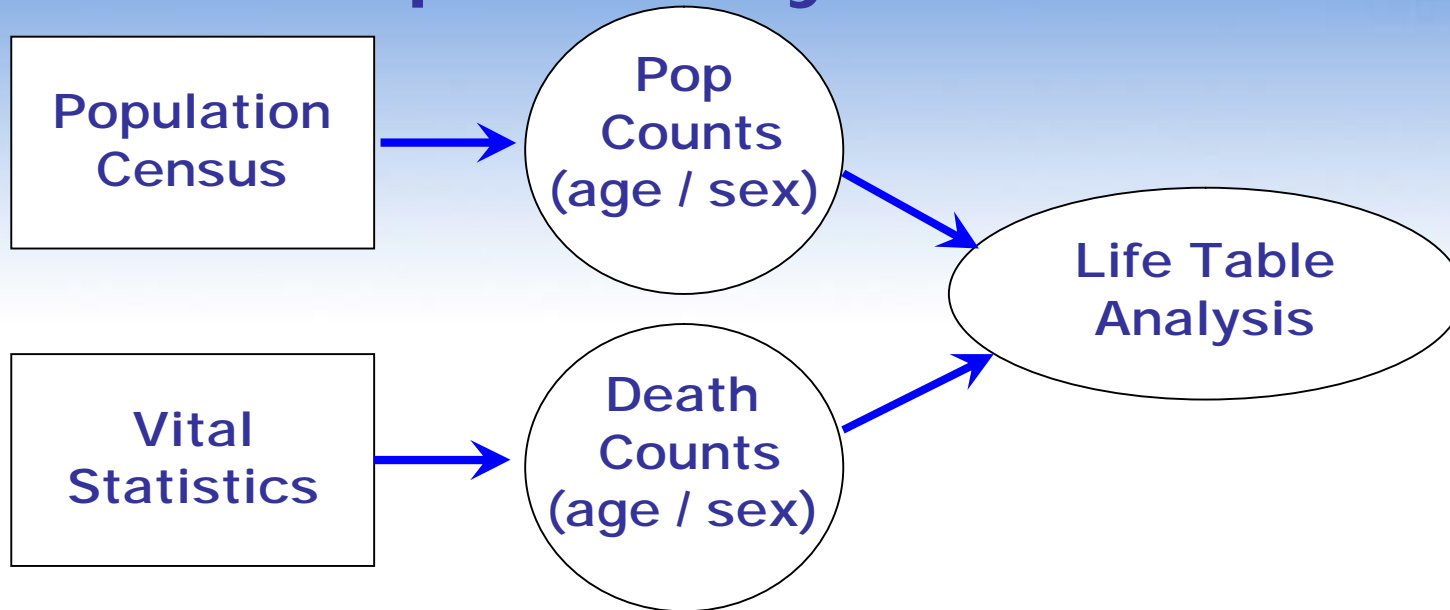 Population
Census
Pop
Counts
(age / sex)
Life Table
Analysis
Vital
Statistics
Death
Counts
(age / sex)